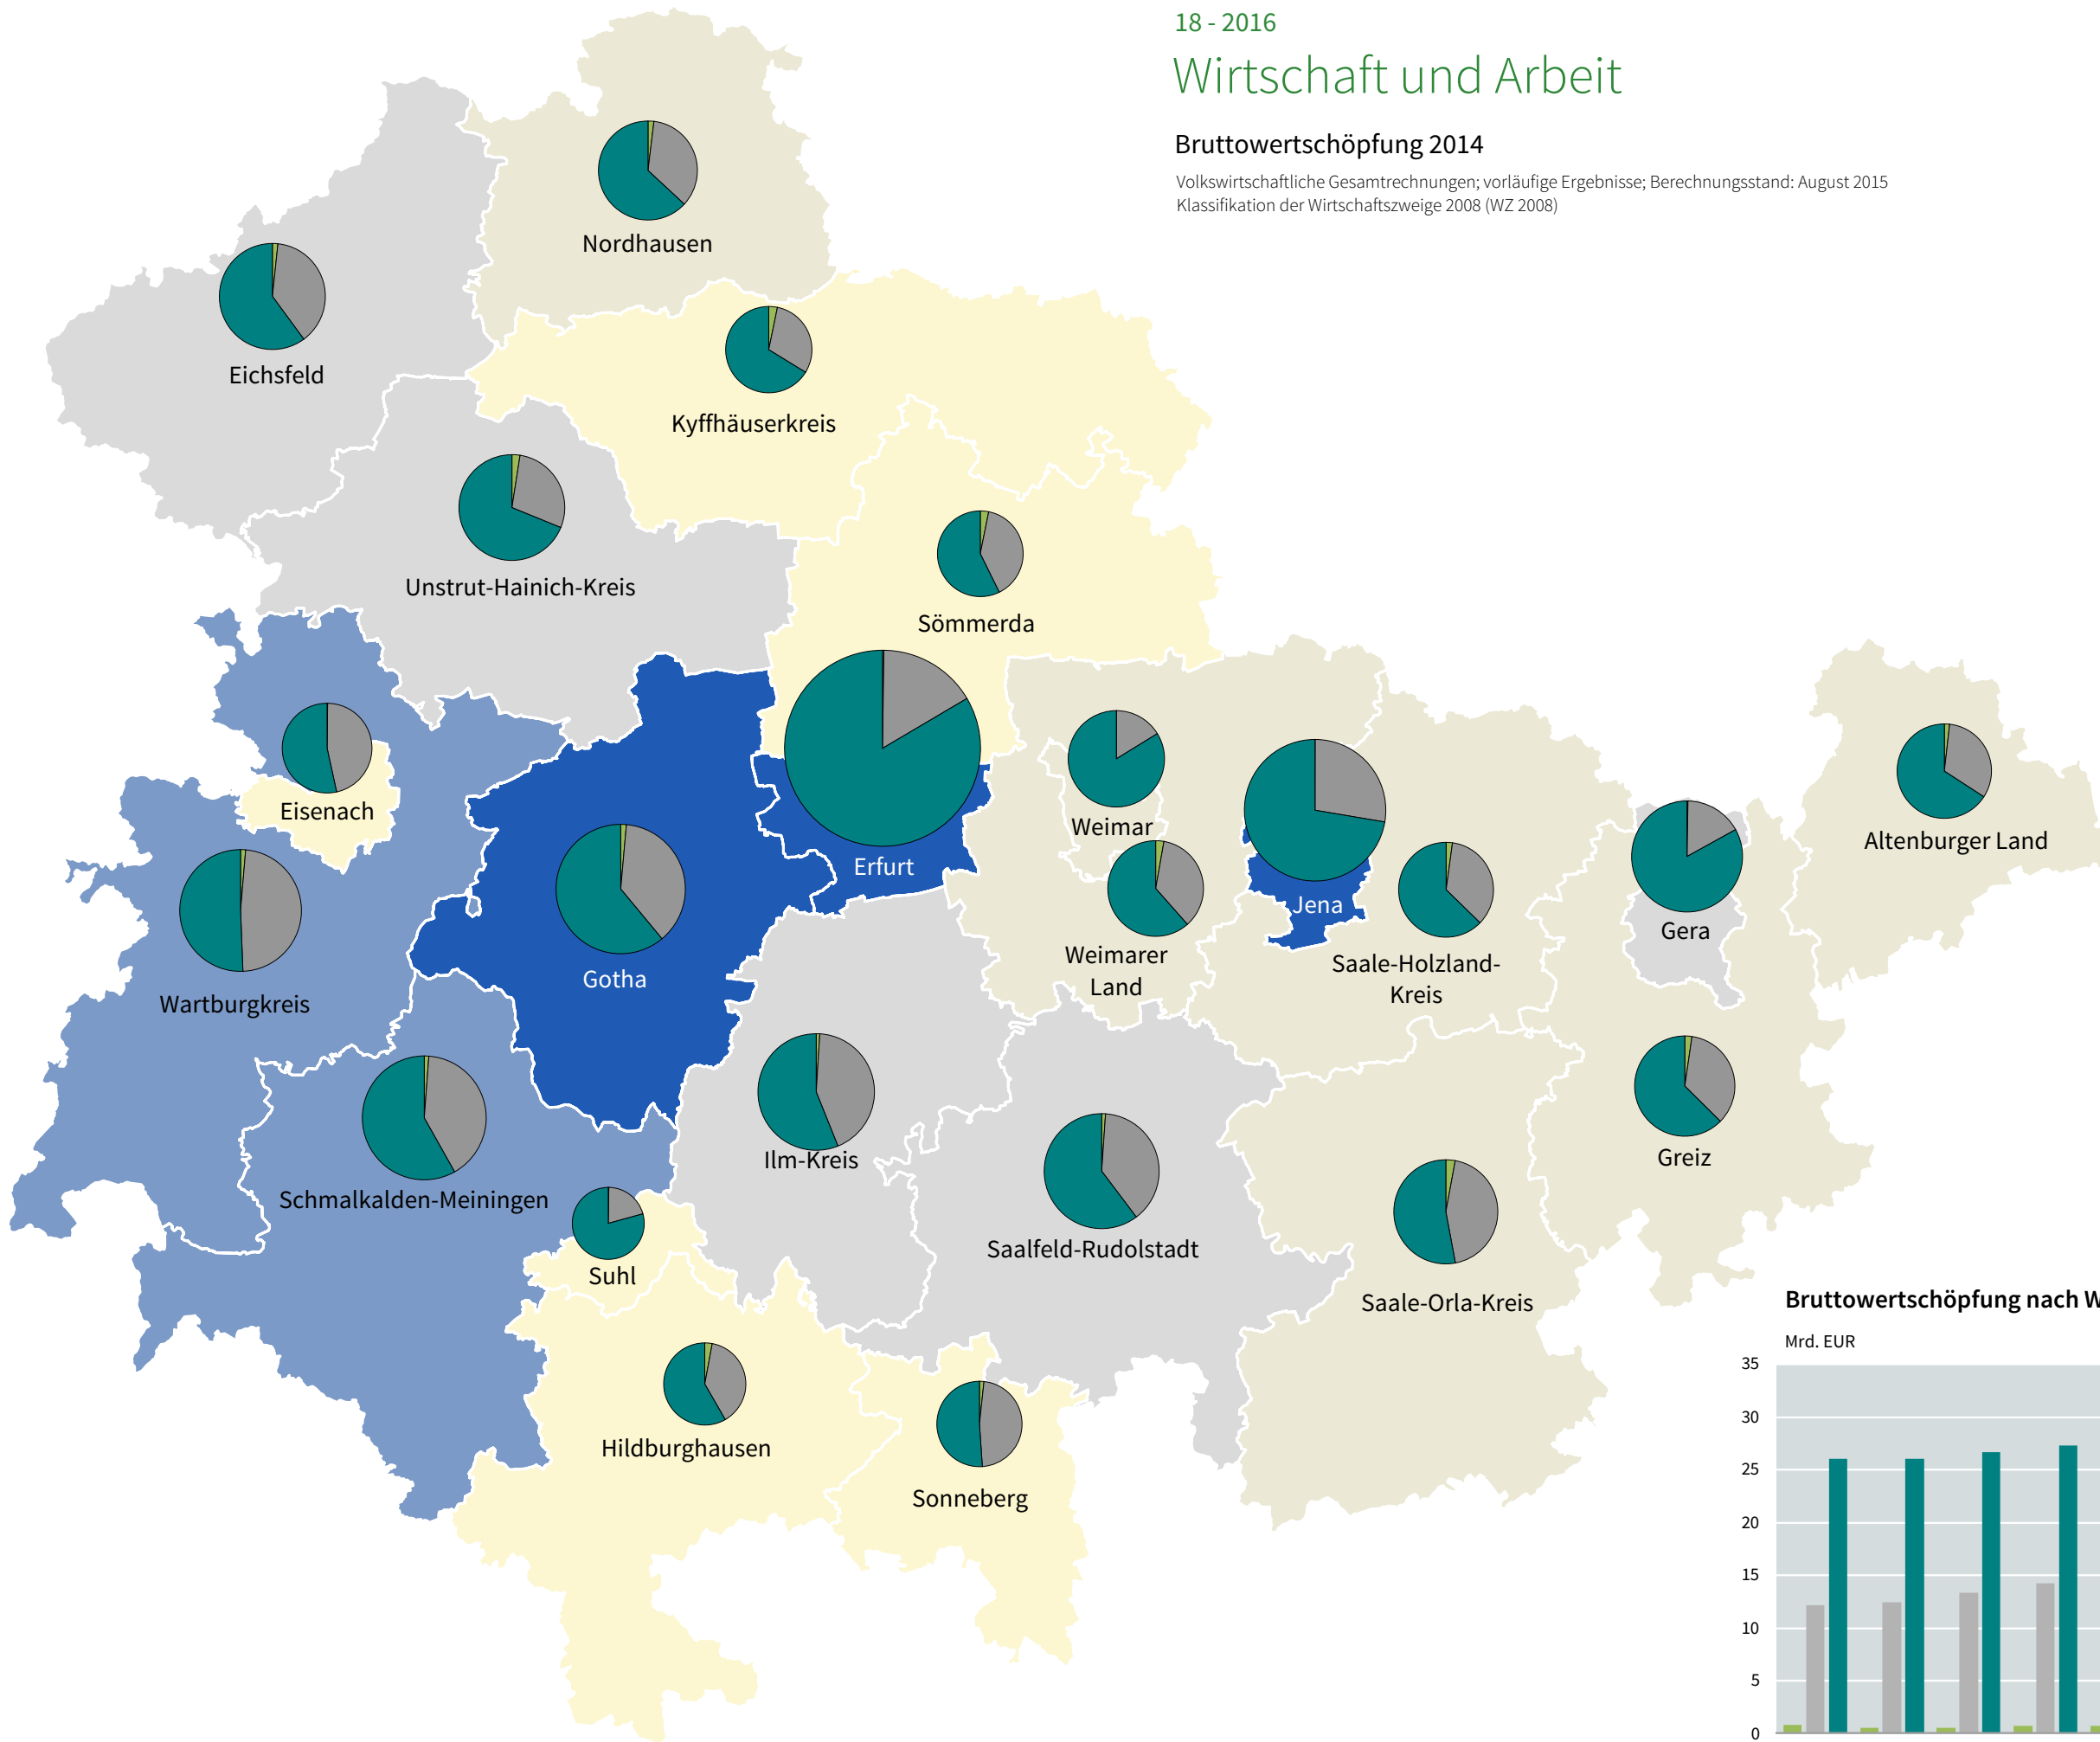 18 - 2016
Wirtschaft und Arbeit
Bruttowertschöpfung 2014
Volkswirtschaftliche Gesamtrechnungen; vorläufige Ergebnisse; Berechnungsstand: August 2015
Klassifikation der Wirtschaftszweige 2008 (WZ 2008)
Nordhausen
Eichsfeld
Kyffhäuserkreis
Unstrut-Hainich-Kreis
Sömmerda
Eisenach
Weimar
Altenburger Land
Erfurt
Jena
Gera
Weimarer
Land
Saale-Holzland-
Kreis
Gotha
Wartburgkreis
Ilm-Kreis
Greiz
Schmalkalden-Meiningen
Saalfeld-Rudolstadt
Suhl
Saale-Orla-Kreis
Hildburghausen
Sonneberg
Bruttowertschöpfung nach W
Mrd. EUR
35
30
25
20
15
10
5
0